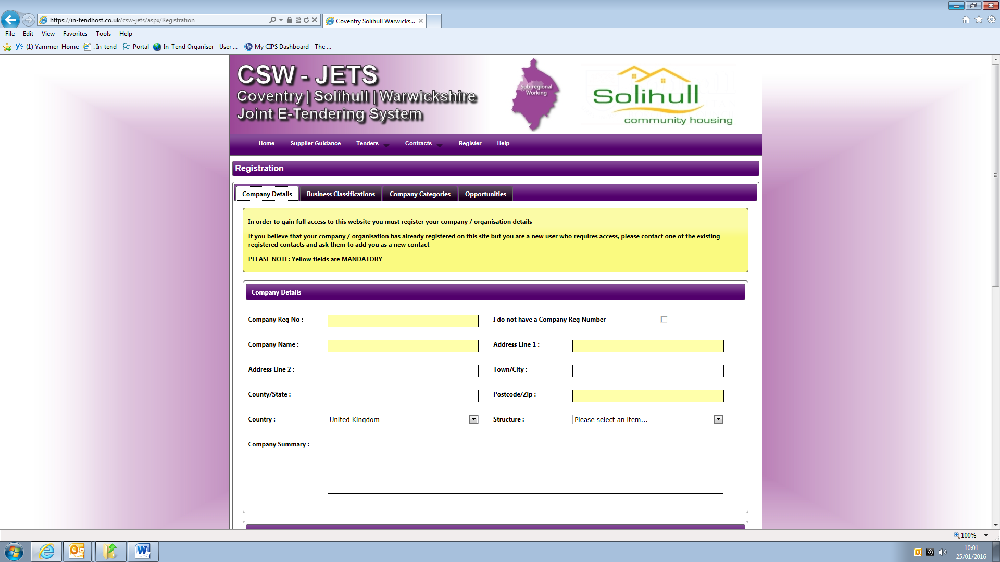 https://in-tendhost.co.uk/csw-jets/aspx/Registration
Coventry Solihull Warwicks...
File Edit View Favorites Tools Help
(1) Yammer Home . In-tend Portal In-Tend Organiser - User ... My CIPS Dashboard - The ...
CSW - JETS
Coventry | Solihull | Warwickshire
Joint E-Tendering System
Sub-regional
Working
Solihull
community housing
Home Supplier Guidance Tenders Contracts Register Help
Registration
Company Details Business Classifications Company Categories Opportunities
In order to gain full access to this website you must register your company / organisation details
If you believe that your company / organisation has already registered on this site but you are a new user who requires access, please contact one of the existing
registered contacts and ask them to add you as a new contact
PLEASE NOTE: Yellow fields are MANDATORY
Company Details
Company Reg No : I do not have a Company Reg Number
Company Name : Address Line 1 :
Address Line 2 : Town/City :
County/State : Postcode/Zip :
Country : United Kingdom Structure : Please select an item...
Company Summary :
100%
10:01
25/01/2016